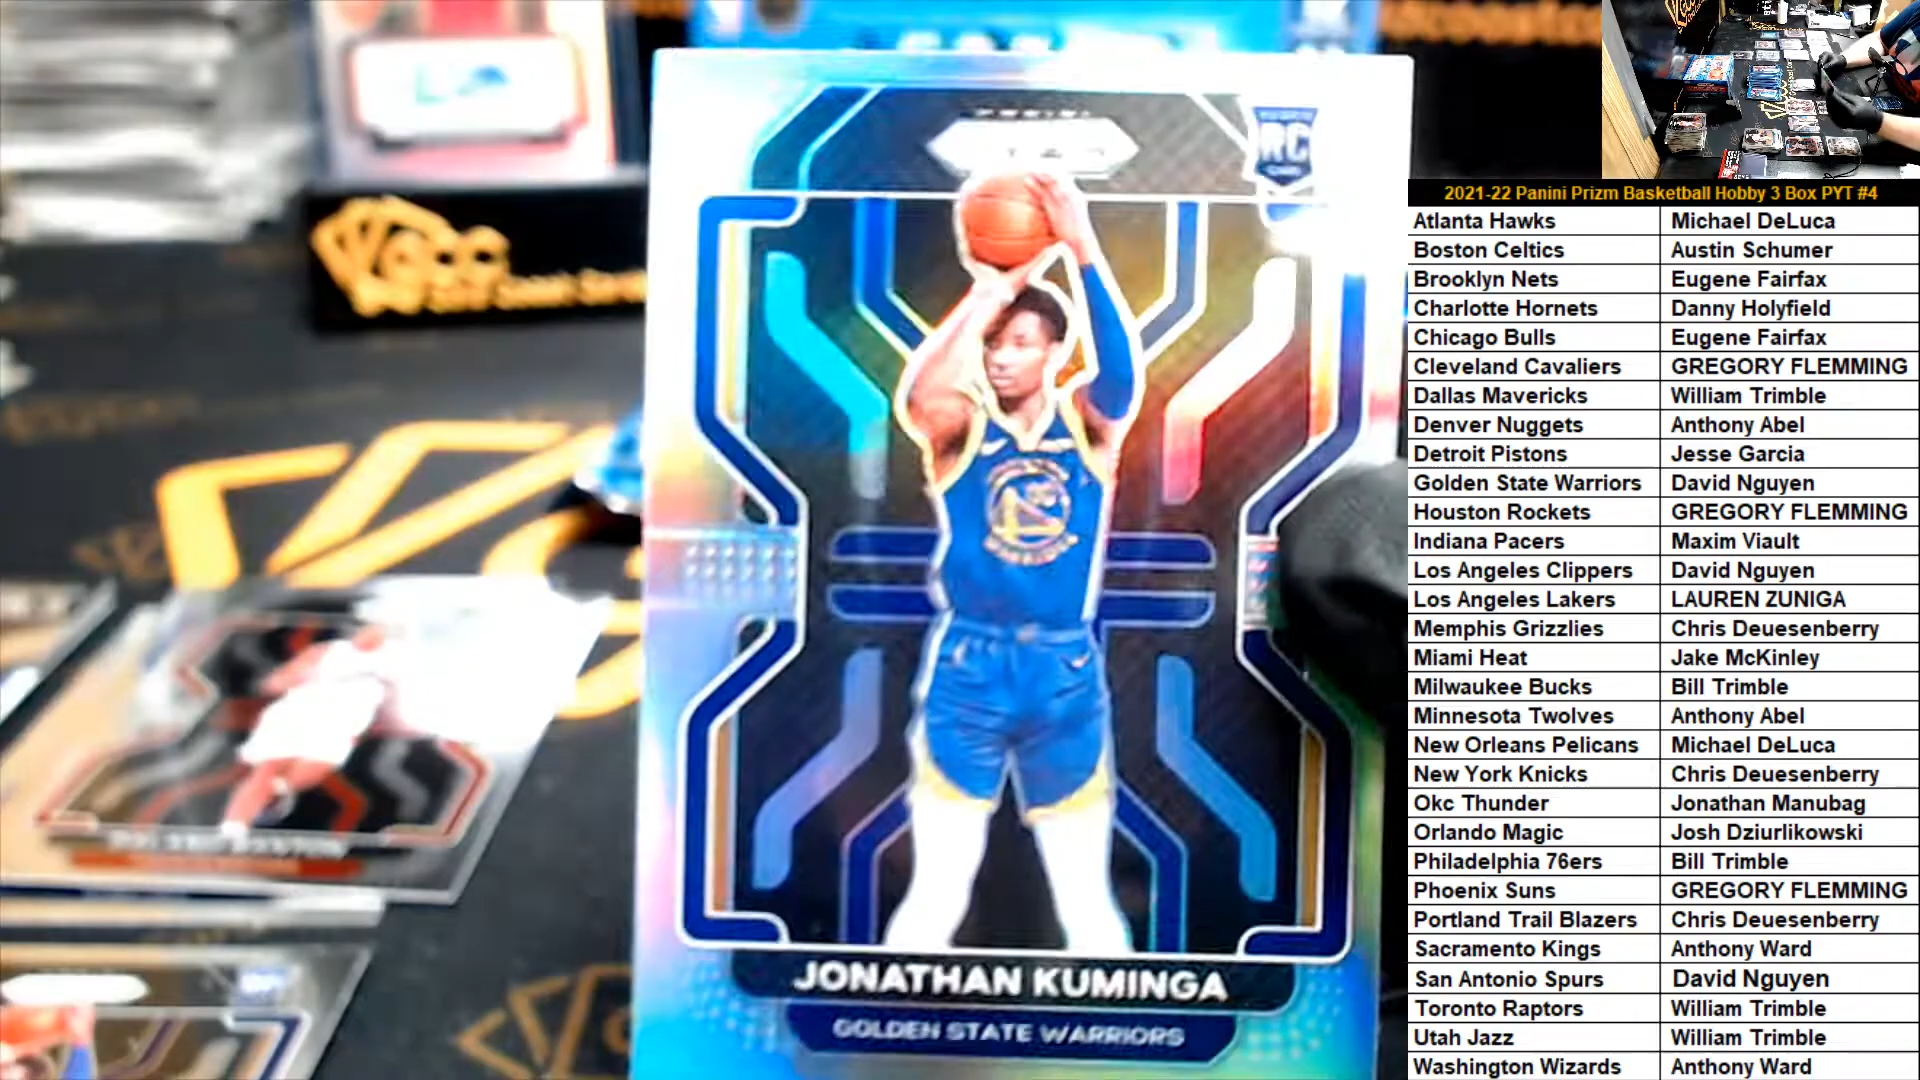 PANINI
RC
WARRIORS
JONATHAN KUMINGA
GOLDEN STATE WARRIORS
2021-22 Panini Prizm Basketball Hobby 3 Box PYT #4
Atlanta Hawks Michael DeLuca
Boston Celtics Austin Schumer
Brooklyn Nets Eugene Fairfax
Charlotte Hornets Danny Holyfield
Chicago Bulls Eugene Fairfax
Cleveland Cavaliers GREGORY FLEMMING
Dallas Mavericks William Trimble
Denver Nuggets Anthony Abel
Detroit Pistons Jesse Garcia
Golden State Warriors David Nguyen
Houston Rockets GREGORY FLEMMING
Indiana Pacers Maxim Viault
Los Angeles Clippers David Nguyen
Los Angeles Lakers LAUREN ZUNIGA
Memphis Grizzlies Chris Deuesenberry
Miami Heat Jake McKinley
Milwaukee Bucks Bill Trimble
Minnesota Twolves Anthony Abel
New Orleans Pelicans Michael DeLuca
New York Knicks Chris Deuesenberry
Okc Thunder Jonathan Manubag
Orlando Magic Josh Dziurlikowski
Philadelphia 76ers Bill Trimble
Phoenix Suns GREGORY FLEMMING
Portland Trail Blazers Chris Deuesenberry
Sacramento Kings Anthony Ward
San Antonio Spurs David Nguyen
Toronto Raptors William Trimble
Utah Jazz William Trimble
Washington Wizards Anthony Ward